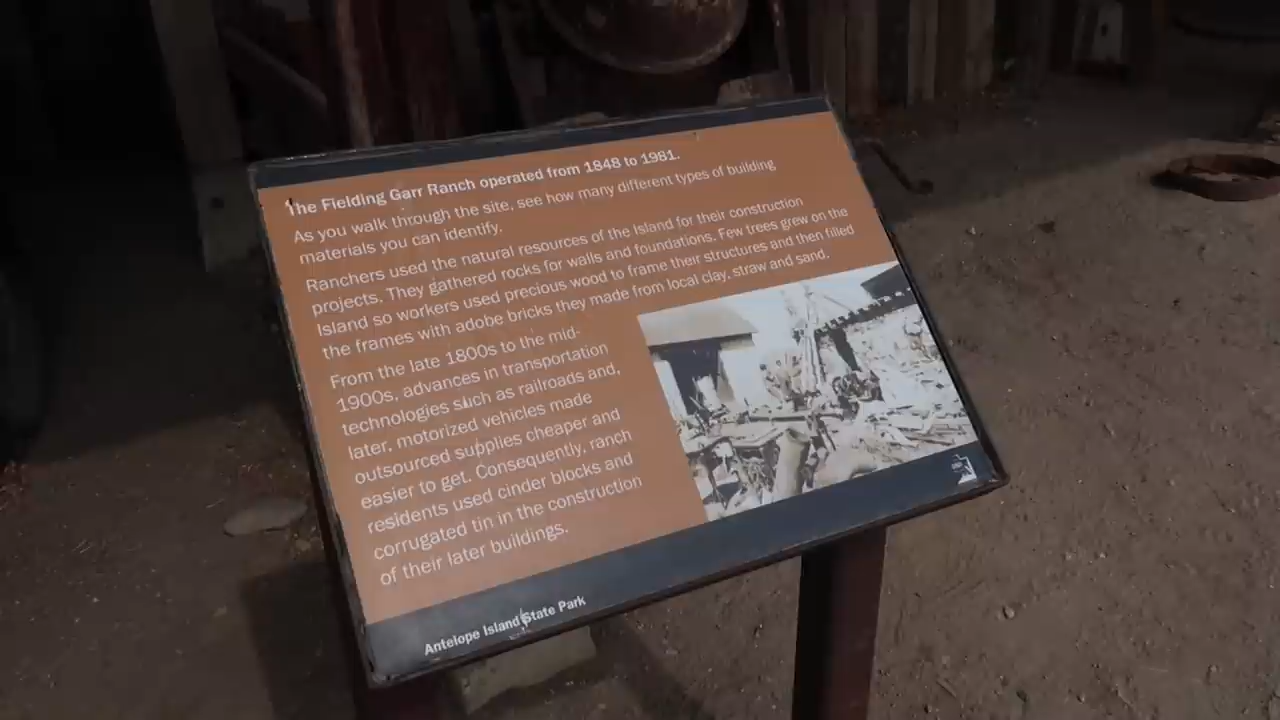 The Fielding Garr Ranch operated from 1848 to 1981.
As you walk through the site, see how many different types of building
materials you can identify.
Ranchers used the natural resources of the Island for their construction
projects. They gathered rocks for walls and foundations. Few trees grew on the
Island so workers used precious wood to frame their structures and then filled
the frames with adobe bricks they made from local clay, straw and sand.
From the late 1800s to the mid-
1900s, advances in transportation
technologies such as railroads and,
later, motorized vehicles made
outsourced supplies cheaper and
easier to get. Consequently, ranch
residents used cinder blocks and
corrugated tin in the construction
of their later buildings.
Antelope Island State Park